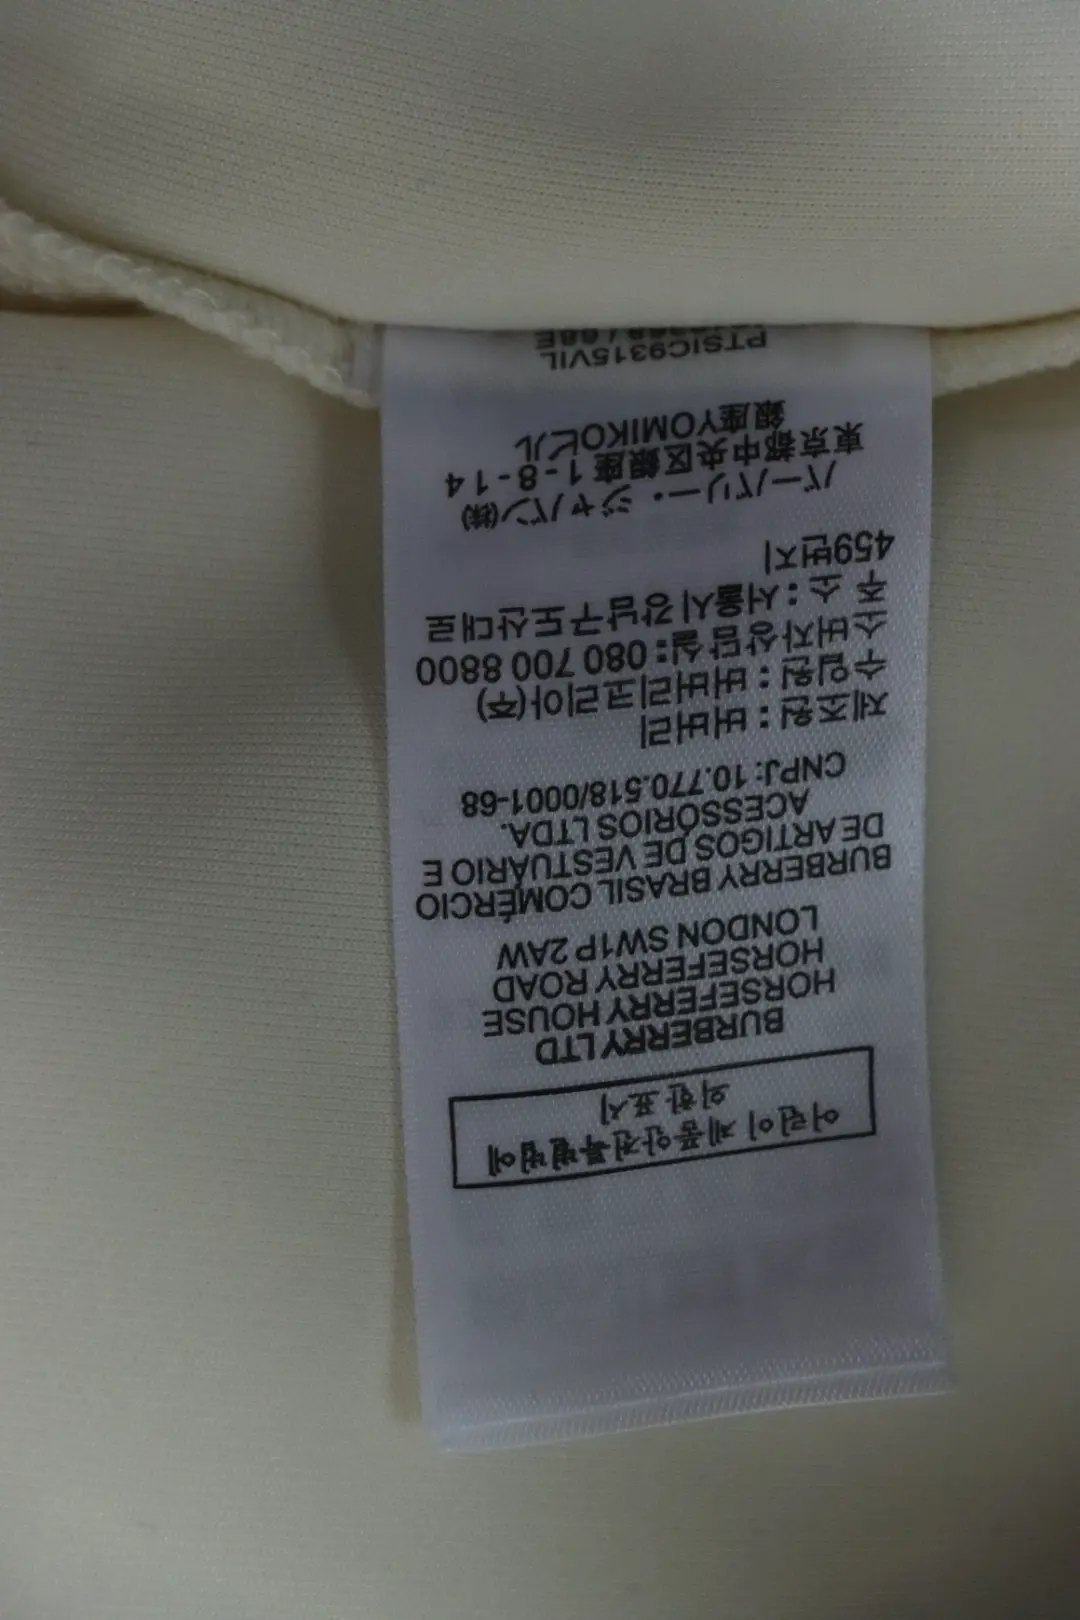 어린이제품안전특별법에
의한 표시
BURBERRY LTD
HORSEFERRY HOUSE
HORSEFERRY ROAD
LONDON SW1P 2AW
BURBERRY BRASIL COMÉRCIO
DE ARTIGOS DE VESTUÁRIO E
ACESSÓRIOS LTDA.
CNPJ: 10.770.518/0001-68
제조원 : 버버리
수입원 : 버버리코리아(주)
소비자상담실: 080 700 8800
주 소 : 서울시강남구도산대로
459번지
バーバリー・ジャパン㈱
東京都中央区銀座 1-8-14
銀座YOMIKOビル
PTSIC9315VIL